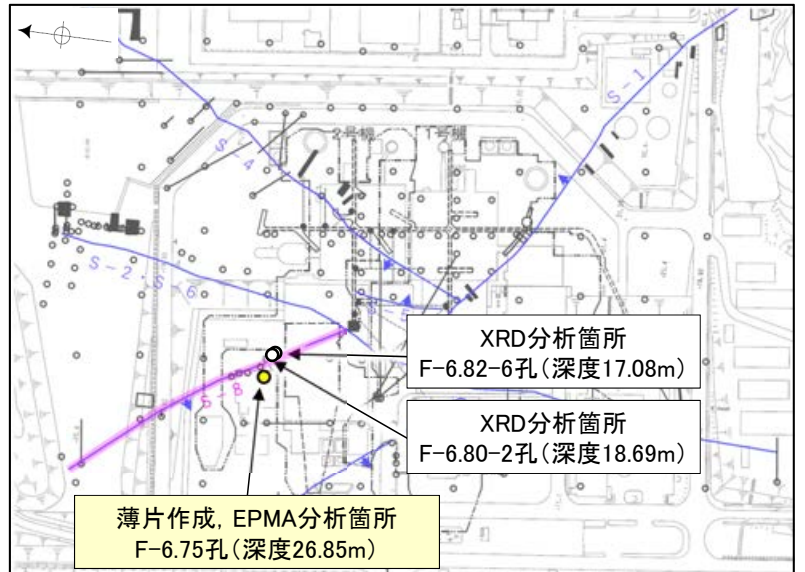 S-1
S-4
2号機
1号機
S-2・S-6
S-5
S-8
XRD分析箇所
F-6.82-6孔(深度17.08m)
XRD分析箇所
F-6.80-2孔(深度18.69m)
薄片作成, EPMA分析箇所
F-6.75孔(深度26.85m)